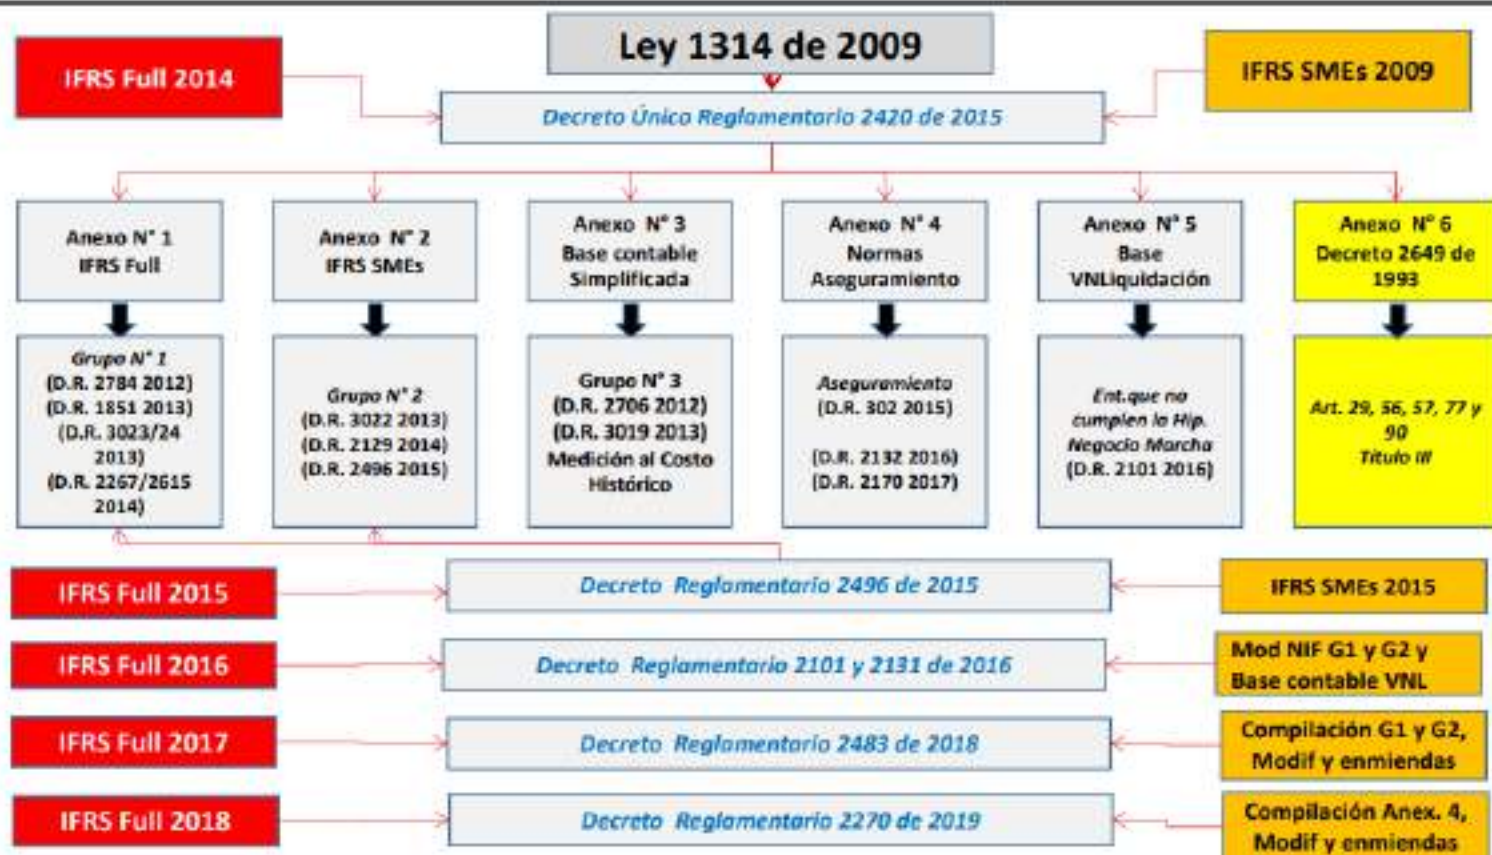 Ley 1314 de 2009
IFRS Full 2014
IFRS SMEs 2009
Decreto Único Reglamentario 2420 de 2015
Anexo N° 1
IFRS Full
Anexo N° 2
IFRS SMEs
Anexo N° 3
Base contable
Simplificada
Anexo N° 4
Normas
Aseguramiento
Anexo N° 5
Base
VNLiquidación
Anexo N° 6
Decreto 2649 de
1993
Grupo N° 1
(D.R. 2784 2012)
(D.R. 1851 2013)
(D.R. 3023/24
2013)
(D.R. 2267/2615
2014)
Grupo N° 2
(D.R. 3022 2013)
(D.R. 2129 2014)
(D.R. 2496 2015)
Grupo N° 3
(D.R. 2706 2012)
(D.R. 3019 2013)
Medición al Costo
Histórico
Aseguramiento
(D.R. 302 2015)
(D.R. 2132 2016)
(D.R. 2170 2017)
Ent.que no
cumplen la Hip.
Negocio Marcha
(D.R. 2101 2016)
Art. 29, 56, 57, 77 y
90
Titulo III
IFRS Full 2015
Decreto Reglamentario 2496 de 2015
IFRS SMEs 2015
IFRS Full 2016
Decreto Reglamentario 2101 y 2131 de 2016
Mod NIF G1 y G2 y
Base contable VNL
IFRS Full 2017
Decreto Reglamentario 2483 de 2018
Compilación G1 y G2,
Modif y enmiendas
IFRS Full 2018
Decreto Reglamentario 2270 de 2019
Compilación Anex. 4,
Modif y enmiendas